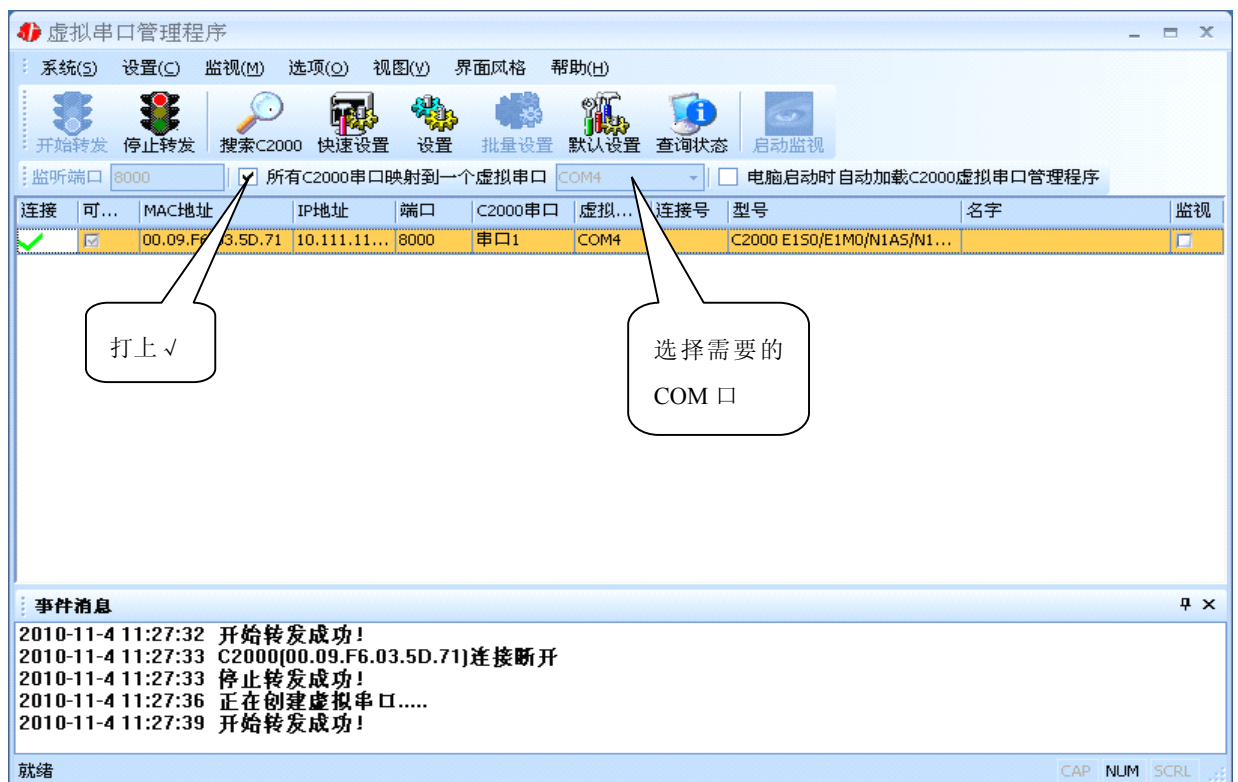 虚拟串口管理程序
系统(S) 设置(C) 监视(M) 选项(O) 视图(V) 界面风格 帮助(H)
开始转发 停止转发 搜索C2000 快速设置 设置 批量设置 默认设置 查询状态 启动监视
监听端口 8000 所有C2000串口映射到一个虚拟串口 COM4 电脑启动时自动加载C2000虚拟串口管理程序
连接 可... MAC地址 IP地址 端口 C2000串口 虚拟... 连接号 型号 名字 监视
00.09.F6 3.5D.71 10.111.11... 8000 串口1 COM4 C2000 E1S0/E1M0/N1AS/N1...
打上√
选择需要的
COM 口
事件消息
2010-11-4 11:27:32 开始转发成功!
2010-11-4 11:27:33 C2000(00.09.F6.03.5D.71)连接断开
2010-11-4 11:27:33 停止转发成功!
2010-11-4 11:27:36 正在创建虚拟串口.....
2010-11-4 11:27:39 开始转发成功!
就绪 CAP NUM SCRL